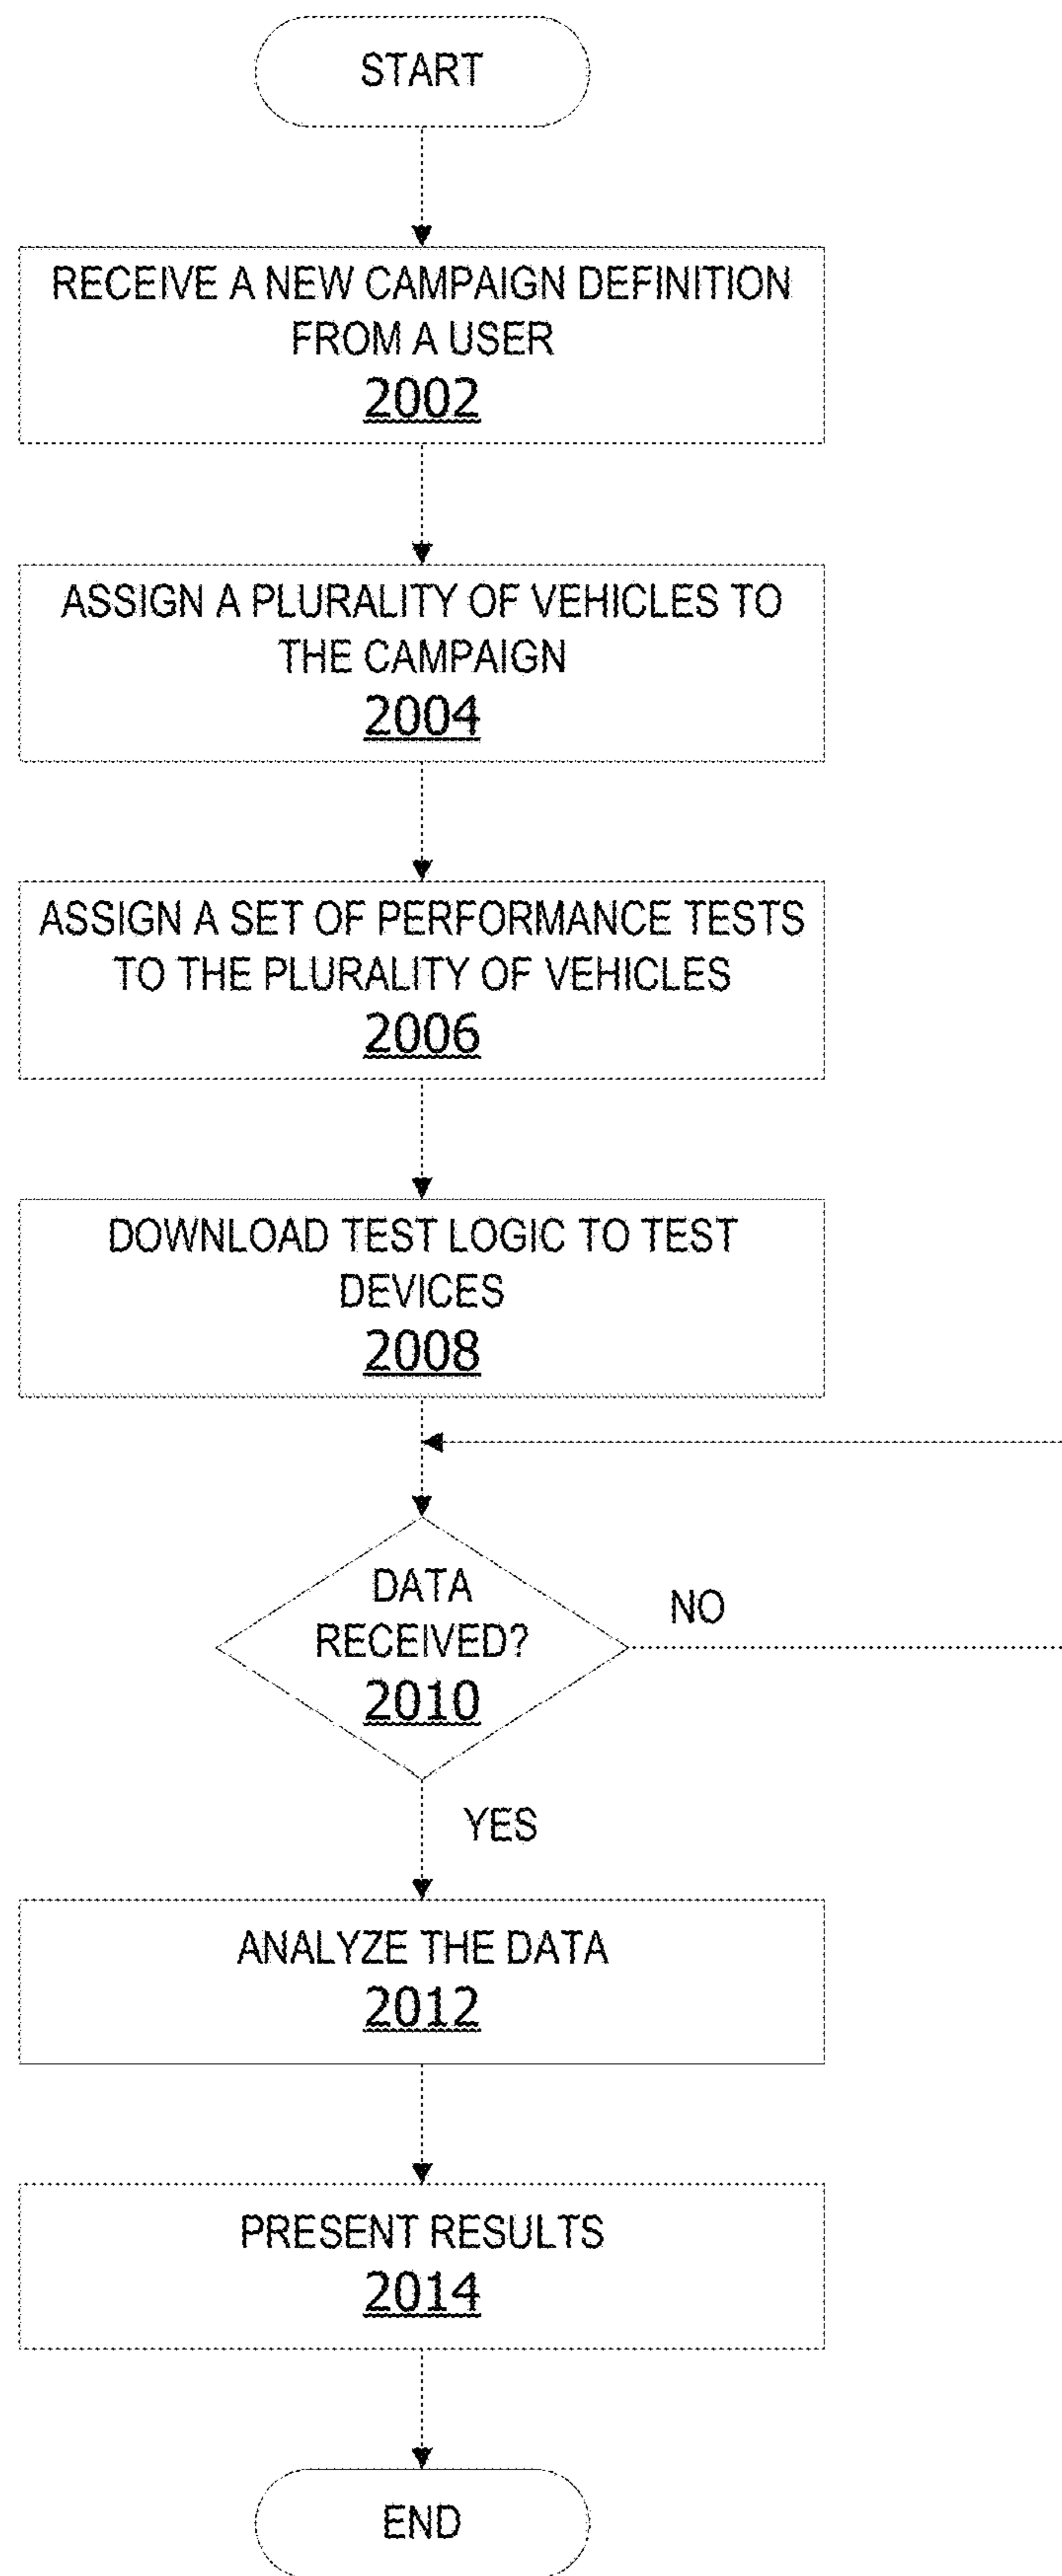 START
RECEIVE A NEW CAMPAIGN DEFINITION
FROM A USER
2002
ASSIGN A PLURALITY OF VEHICLES TO
THE CAMPAIGN
2004
ASSIGN A SET OF PERFORMANCE TESTS
TO THE PLURALITY OF VEHICLES
2006
DOWNLOAD TEST LOGIC TO TEST
DEVICES
2008
DATA
RECEIVED?
2010
NO
YES
ANALYZE THE DATA
2012
PRESENT RESULTS
2014
END